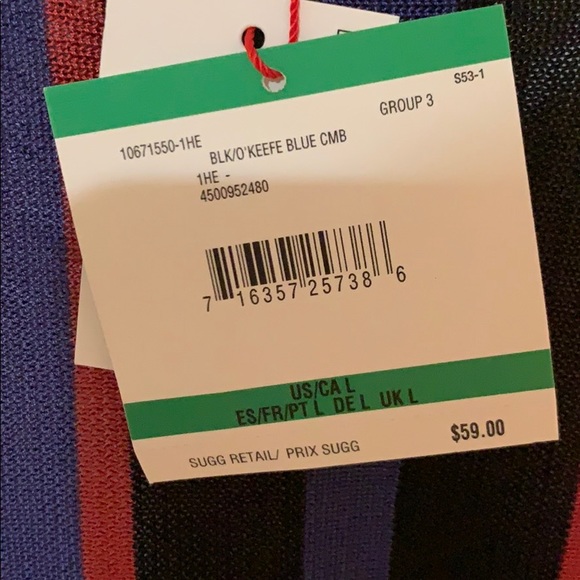 S53-1
GROUP 3
10671550-1HE
BLK/O'KEEFE BLUE CMB
1HE -
4500952480
7 16357 25738 6
US/CA L
ES/FR/PT L DE L UK L
$59.00
SUGG RETAIL/ PRIX SUGG